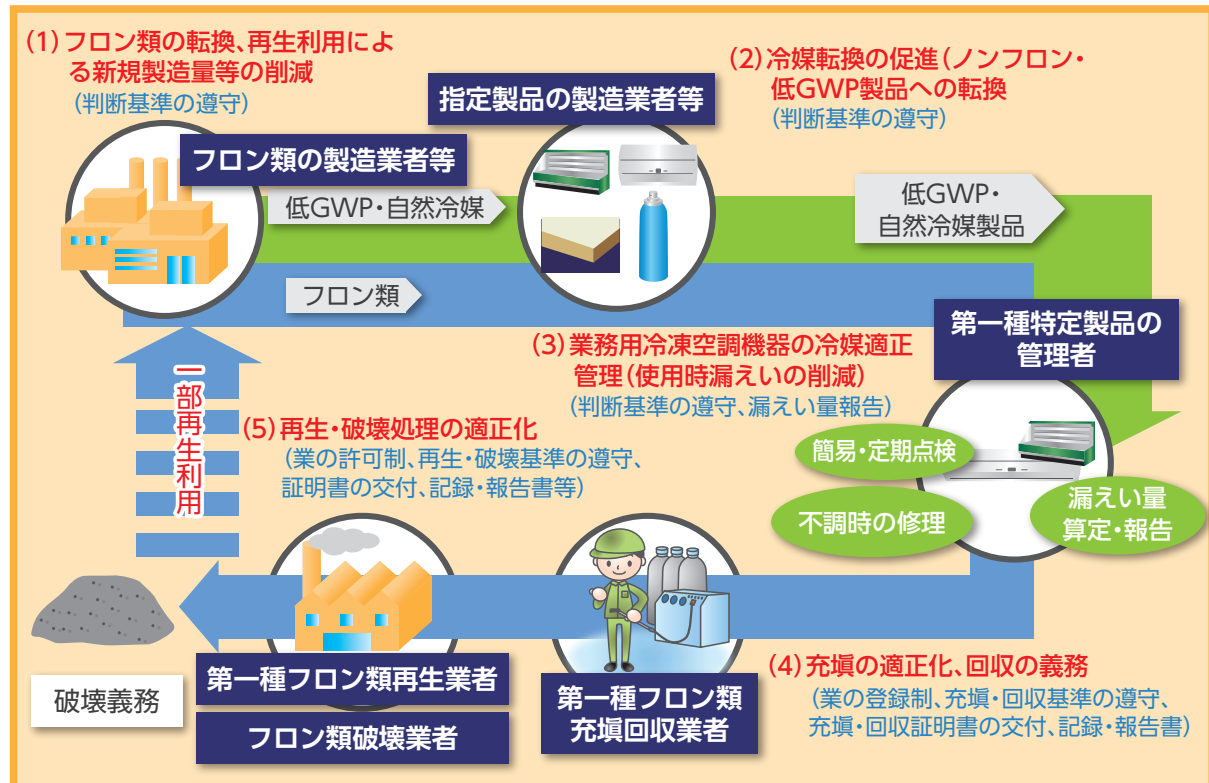 (1)フロン類の転換、再生利用によ
る新規製造量等の削減
(判断基準の遵守)
フロン類の製造業者等
指定製品の製造業者等
(2)冷媒転換の促進(ノンフロン・
低GWP製品への転換
(判断基準の遵守)
低GWP・自然冷媒
低GWP・
自然冷媒製品
フロン類
第一種特定製品の
管理者
(3)業務用冷凍空調機器の冷媒適正
管理(使用時漏えいの削減)
(判断基準の遵守、漏えい量報告)
簡易・定期点検
不調時の修理
漏えい量
算定・報告
一部再生利用
(5)再生・破壊処理の適正化
(業の許可制、再生・破壊基準の遵守、
証明書の交付、記録・報告書等)
破壊義務
第一種フロン類再生業者
フロン類破壊業者
第一種フロン類
充塡回収業者
(4)充塡の適正化、回収の義務
(業の登録制、充塡・回収基準の遵守、
充塡・回収証明書の交付、記録・報告書)